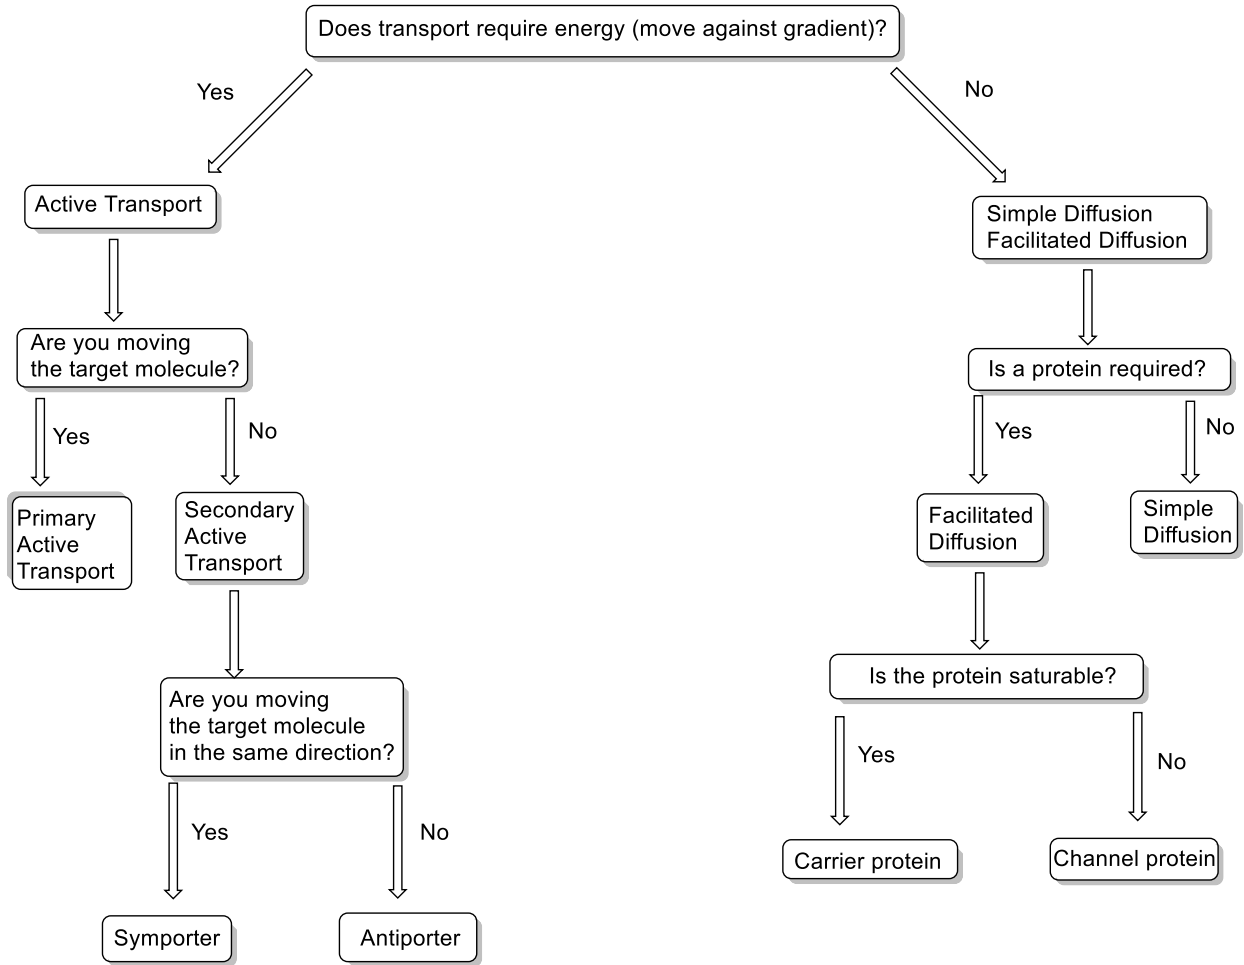 Does transport require energy (move against gradient)?
Yes
No
Active Transport
Simple Diffusion
Facilitated Diffusion
Are you moving
the target molecule?
Is a protein required?
Yes
No
Yes
No
Primary
Active
Transport
Secondary
Active
Transport
Facilitated
Diffusion
Simple
Diffusion
Are you moving
the target molecule
in the same direction?
Is the protein saturable?
Yes
No
Yes
No
Symporter
Antiporter
Carrier protein
Channel protein